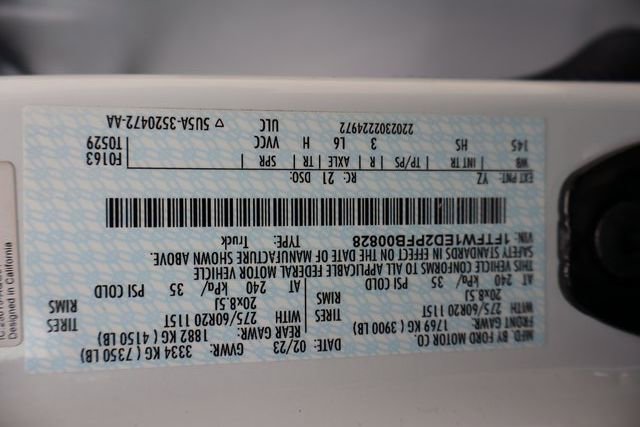 MFD. BY FORD MOTOR CO.
DATE: 02/23 GVWR: 3334 KG ( 7350 LB)
FRONT GAWR: REAR GAWR:
1769 KG ( 3900 LB) 1882 KG ( 4150 LB)
275/60R20 115T WITH TIRES 275/60R20 115T WITH TIRES
20x8.5J RIMS 20x8.5J RIMS
AT 240 kPa/ 35 PSI COLD AT 240 kPa/ 35 PSI COLD
THIS VEHICLE CONFORMS TO ALL APPLICABLE FEDERAL MOTOR VEHICLE
SAFETY STANDARDS IN EFFECT ON THE DATE OF MANUFACTURE SHOWN ABOVE.
VIN: 1FTFW1ED2PFB00828 TYPE: Truck
EXT PNT: YZ RC: 21 DSO:
WB INT TR TP/PS R AXLE TR SPR F0163
145 HS 3 L6 H VVCC T0529
220230222497Z ULC ▽ 5U5A-3520472-AA
Designed in California